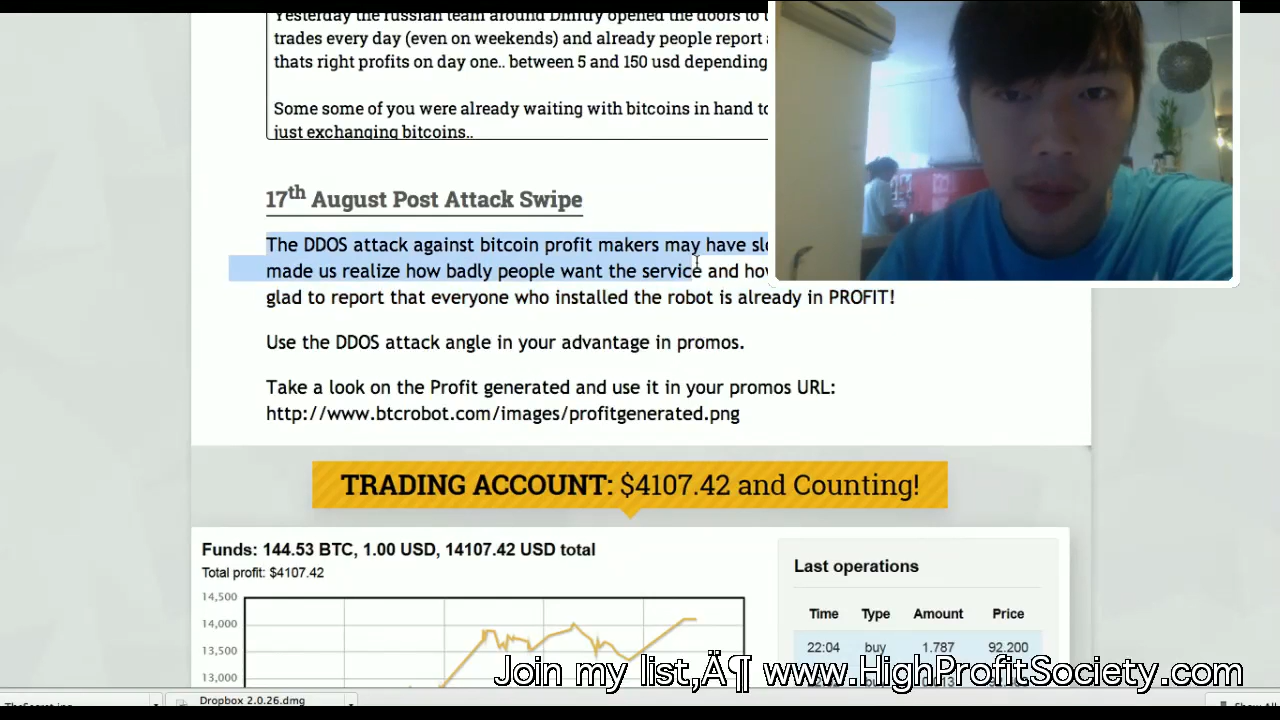 Yesterday the russian team around Dmitry opened the doors to
trades every day (even on weekends) and already people report
thats right profits on day one.. between 5 and 150 usd depending
Some some of you were already waiting with bitcoins in hand to
just exchanging bitcoins..
17th August Post Attack Swipe
The DDOS attack against bitcoin profit makers may have
made us realize how badly people want the service and
glad to report that everyone who installed the robot is already in PROFIT!
Use the DDOS attack angle in your advantage in promos.
Take a look on the Profit generated and use it in your promos URL:
http://www.btcrobot.com/images/profitgenerated.png
TRADING ACCOUNT: $4107.42 and Counting!
Funds: 144.53 BTC, 1.00 USD, 14107.42 USD total
Total profit: $4107.42
14,500
14,000
13,500
13,000
Last operations
Time Type Amount Price
22:04 buy 1.787 92.200
Join my list‚Ä¶ www.HighProfitSociety.com
Dropbox 2.0.26.dmg